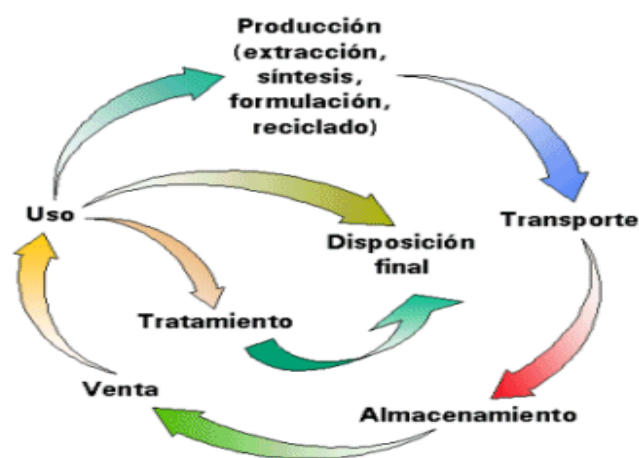 Producción
(extracción,
síntesis,
formulación,
reciclado)
Uso
Transporte
Disposición
final
Tratamiento
Venta
Almacenamiento